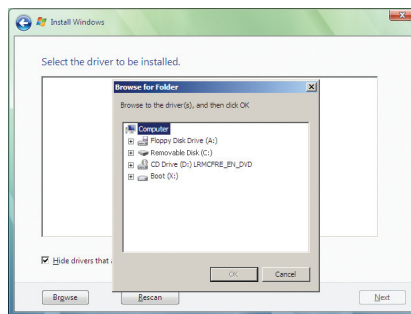 Install Windows
Select the driver to be installed.
Browse for Folder
Browse to the driver(s), and then click OK
Computer
Floppy Disk Drive (A:)
Removable Disk (C:)
CD Drive (D:) LRMCFRE_EN_DVD
Boot (X:)
Hide drivers that
OK
Cancel
Browse
Rescan
Next